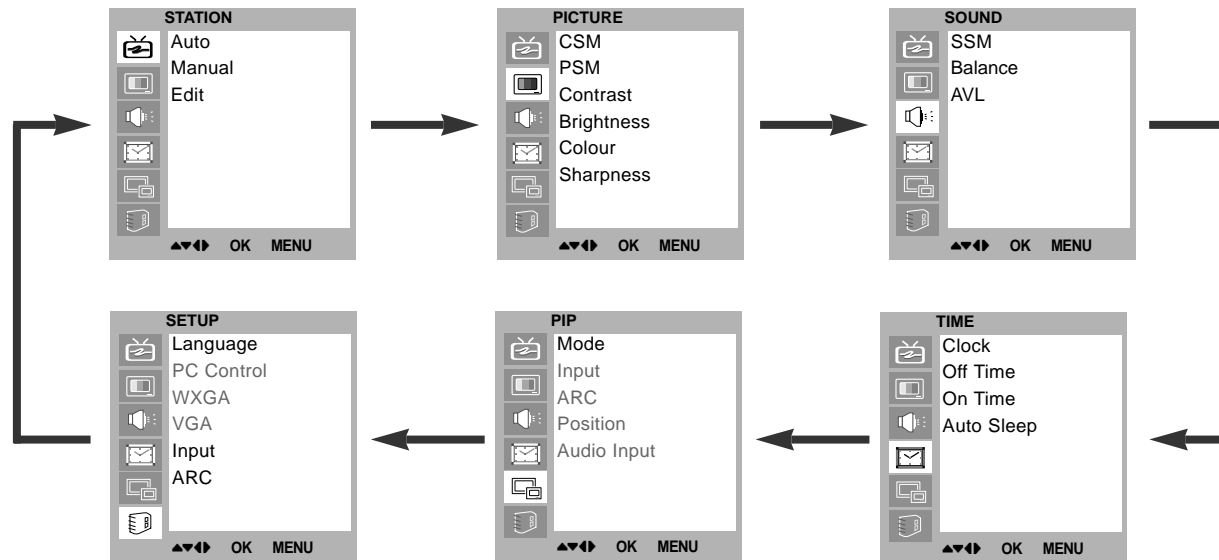 STATION
Auto
Manual
Edit
▲▼◀▶ OK MENU
PICTURE
CSM
PSM
Contrast
Brightness
Colour
Sharpness
▲▼◀▶ OK MENU
SOUND
SSM
Balance
AVL
▲▼◀▶ OK MENU
SETUP
Language
PC Control
WXGA
VGA
Input
ARC
▲▼◀▶ OK MENU
PIP
Mode
Input
ARC
Position
Audio Input
▲▼◀▶ OK MENU
TIME
Clock
Off Time
On Time
Auto Sleep
▲▼◀▶ OK MENU